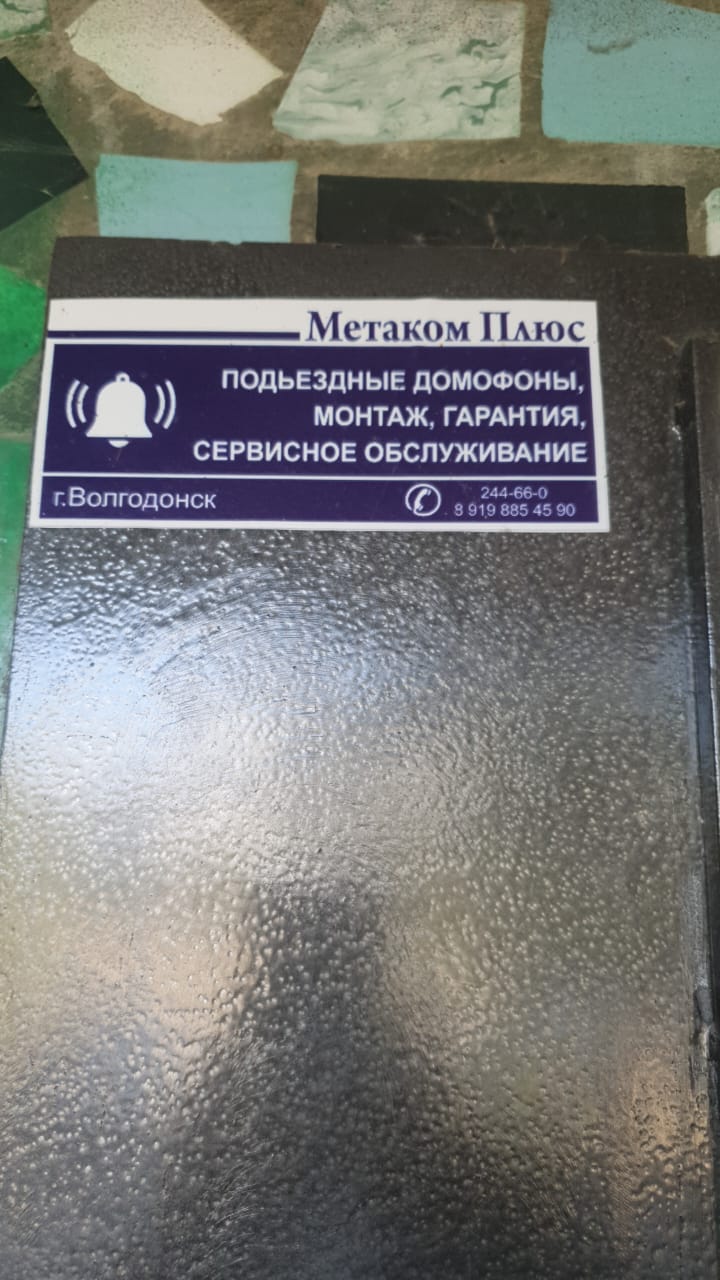 Метаком Плюс
ПОДЬЕЗДНЫЕ ДОМОФОНЫ,
МОНТАЖ, ГАРАНТИЯ,
СЕРВИСНОЕ ОБСЛУЖИВАНИЕ
г.Волгодонск
244-66-0
8 919 885 45 90